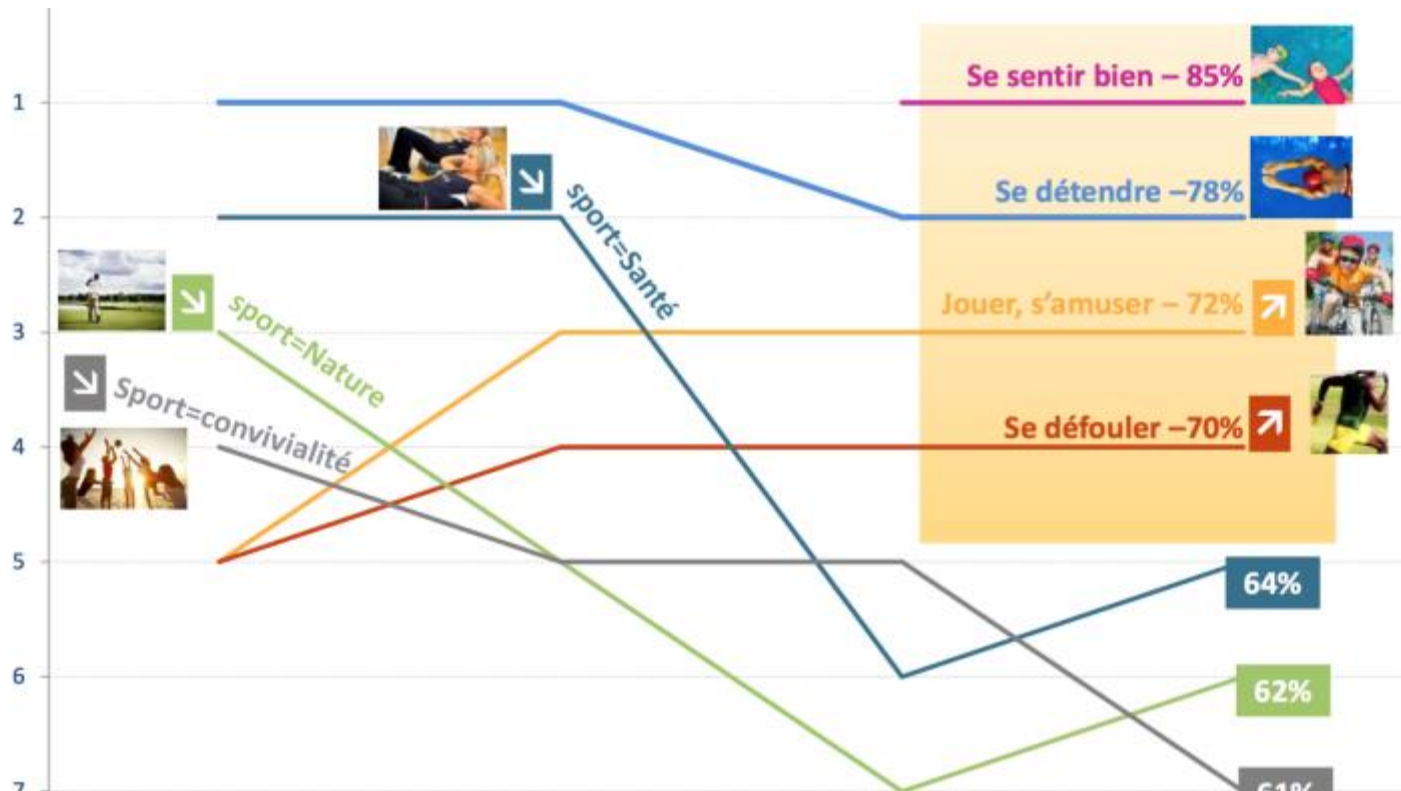 Se sentir bien – 85%
1
Se détendre –78%
sport=Santé
2
Jouer, s'amuser – 72%
sport=Nature
3
Sport=convivialité
Se défouler –70%
4
5
64%
6
62%
7
61%